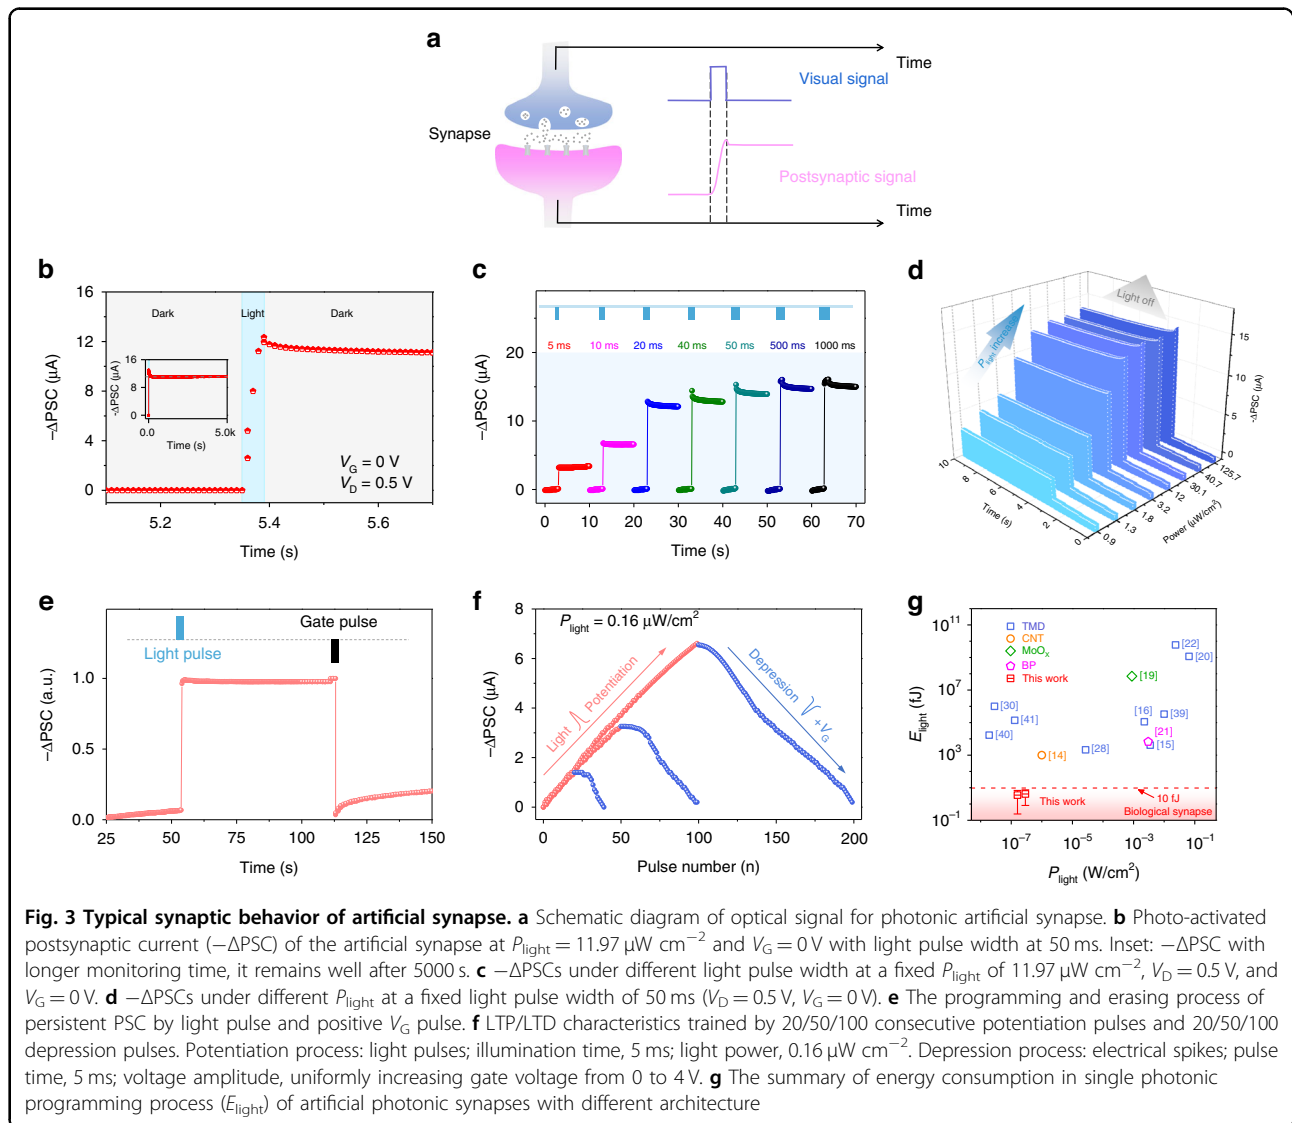 a
Time
Visual signal
Synapse
Postsynaptic signal
Time
b
−ΔPSC (μA)
16
12
8
4
0
Dark
Light
Dark
-ΔPSC (μA)
16
8
0
0.0
5.0k
Time (s)
V_G = 0 V
V_D = 0.5 V
5.2
5.4
5.6
Time (s)
c
−ΔPSC (μA)
20
15
10
5
0
5 ms
10 ms
20 ms
40 ms
50 ms
500 ms
1000 ms
0
10
20
30
40
50
60
70
Time (s)
d
P_light increase
Light off
-ΔPSC (μA)
15
10
5
0
10
8
6
4
2
0
Time (s)
0.9
1.3
1.8
3.2
12
30.1
40.7
125.7
Power (μW/cm²)
e
−ΔPSC (a.u.)
1.0
0.5
0.0
Gate pulse
Light pulse
25
50
75
100
125
150
Time (s)
f
−ΔPSC (μA)
8
6
4
2
0
P_light = 0.16 μW/cm²
Light Potentiation
Depression +V_G
0
50
100
150
200
Pulse number (n)
g
E_light (fJ)
10¹¹
10⁷
10³
10⁻¹
TMD
CNT
MoO_x
BP
This work
[22]
[20]
[19]
[30]
[41]
[40]
[16]
[39]
[21]
[15]
[14]
[28]
This work
10 fJ
Biological synapse
10⁻⁷
10⁻⁵
10⁻³
10⁻¹
P_light (W/cm²)
Fig. 3 Typical synaptic behavior of artificial synapse. a Schematic diagram of optical signal for photonic artificial synapse. b Photo-activated
postsynaptic current (−ΔPSC) of the artificial synapse at P_light = 11.97 μW cm⁻² and V_G = 0 V with light pulse width at 50 ms. Inset: −ΔPSC with
longer monitoring time, it remains well after 5000 s. c −ΔPSCs under different light pulse width at a fixed P_light of 11.97 μW cm⁻², V_D = 0.5 V, and
V_G = 0 V. d −ΔPSCs under different P_light at a fixed light pulse width of 50 ms (V_D = 0.5 V, V_G = 0 V). e The programming and erasing process of
persistent PSC by light pulse and positive V_G pulse. f LTP/LTD characteristics trained by 20/50/100 consecutive potentiation pulses and 20/50/100
depression pulses. Potentiation process: light pulses; illumination time, 5 ms; light power, 0.16 μW cm⁻². Depression process: electrical spikes; pulse
time, 5 ms; voltage amplitude, uniformly increasing gate voltage from 0 to 4 V. g The summary of energy consumption in single photonic
programming process (E_light) of artificial photonic synapses with different architecture